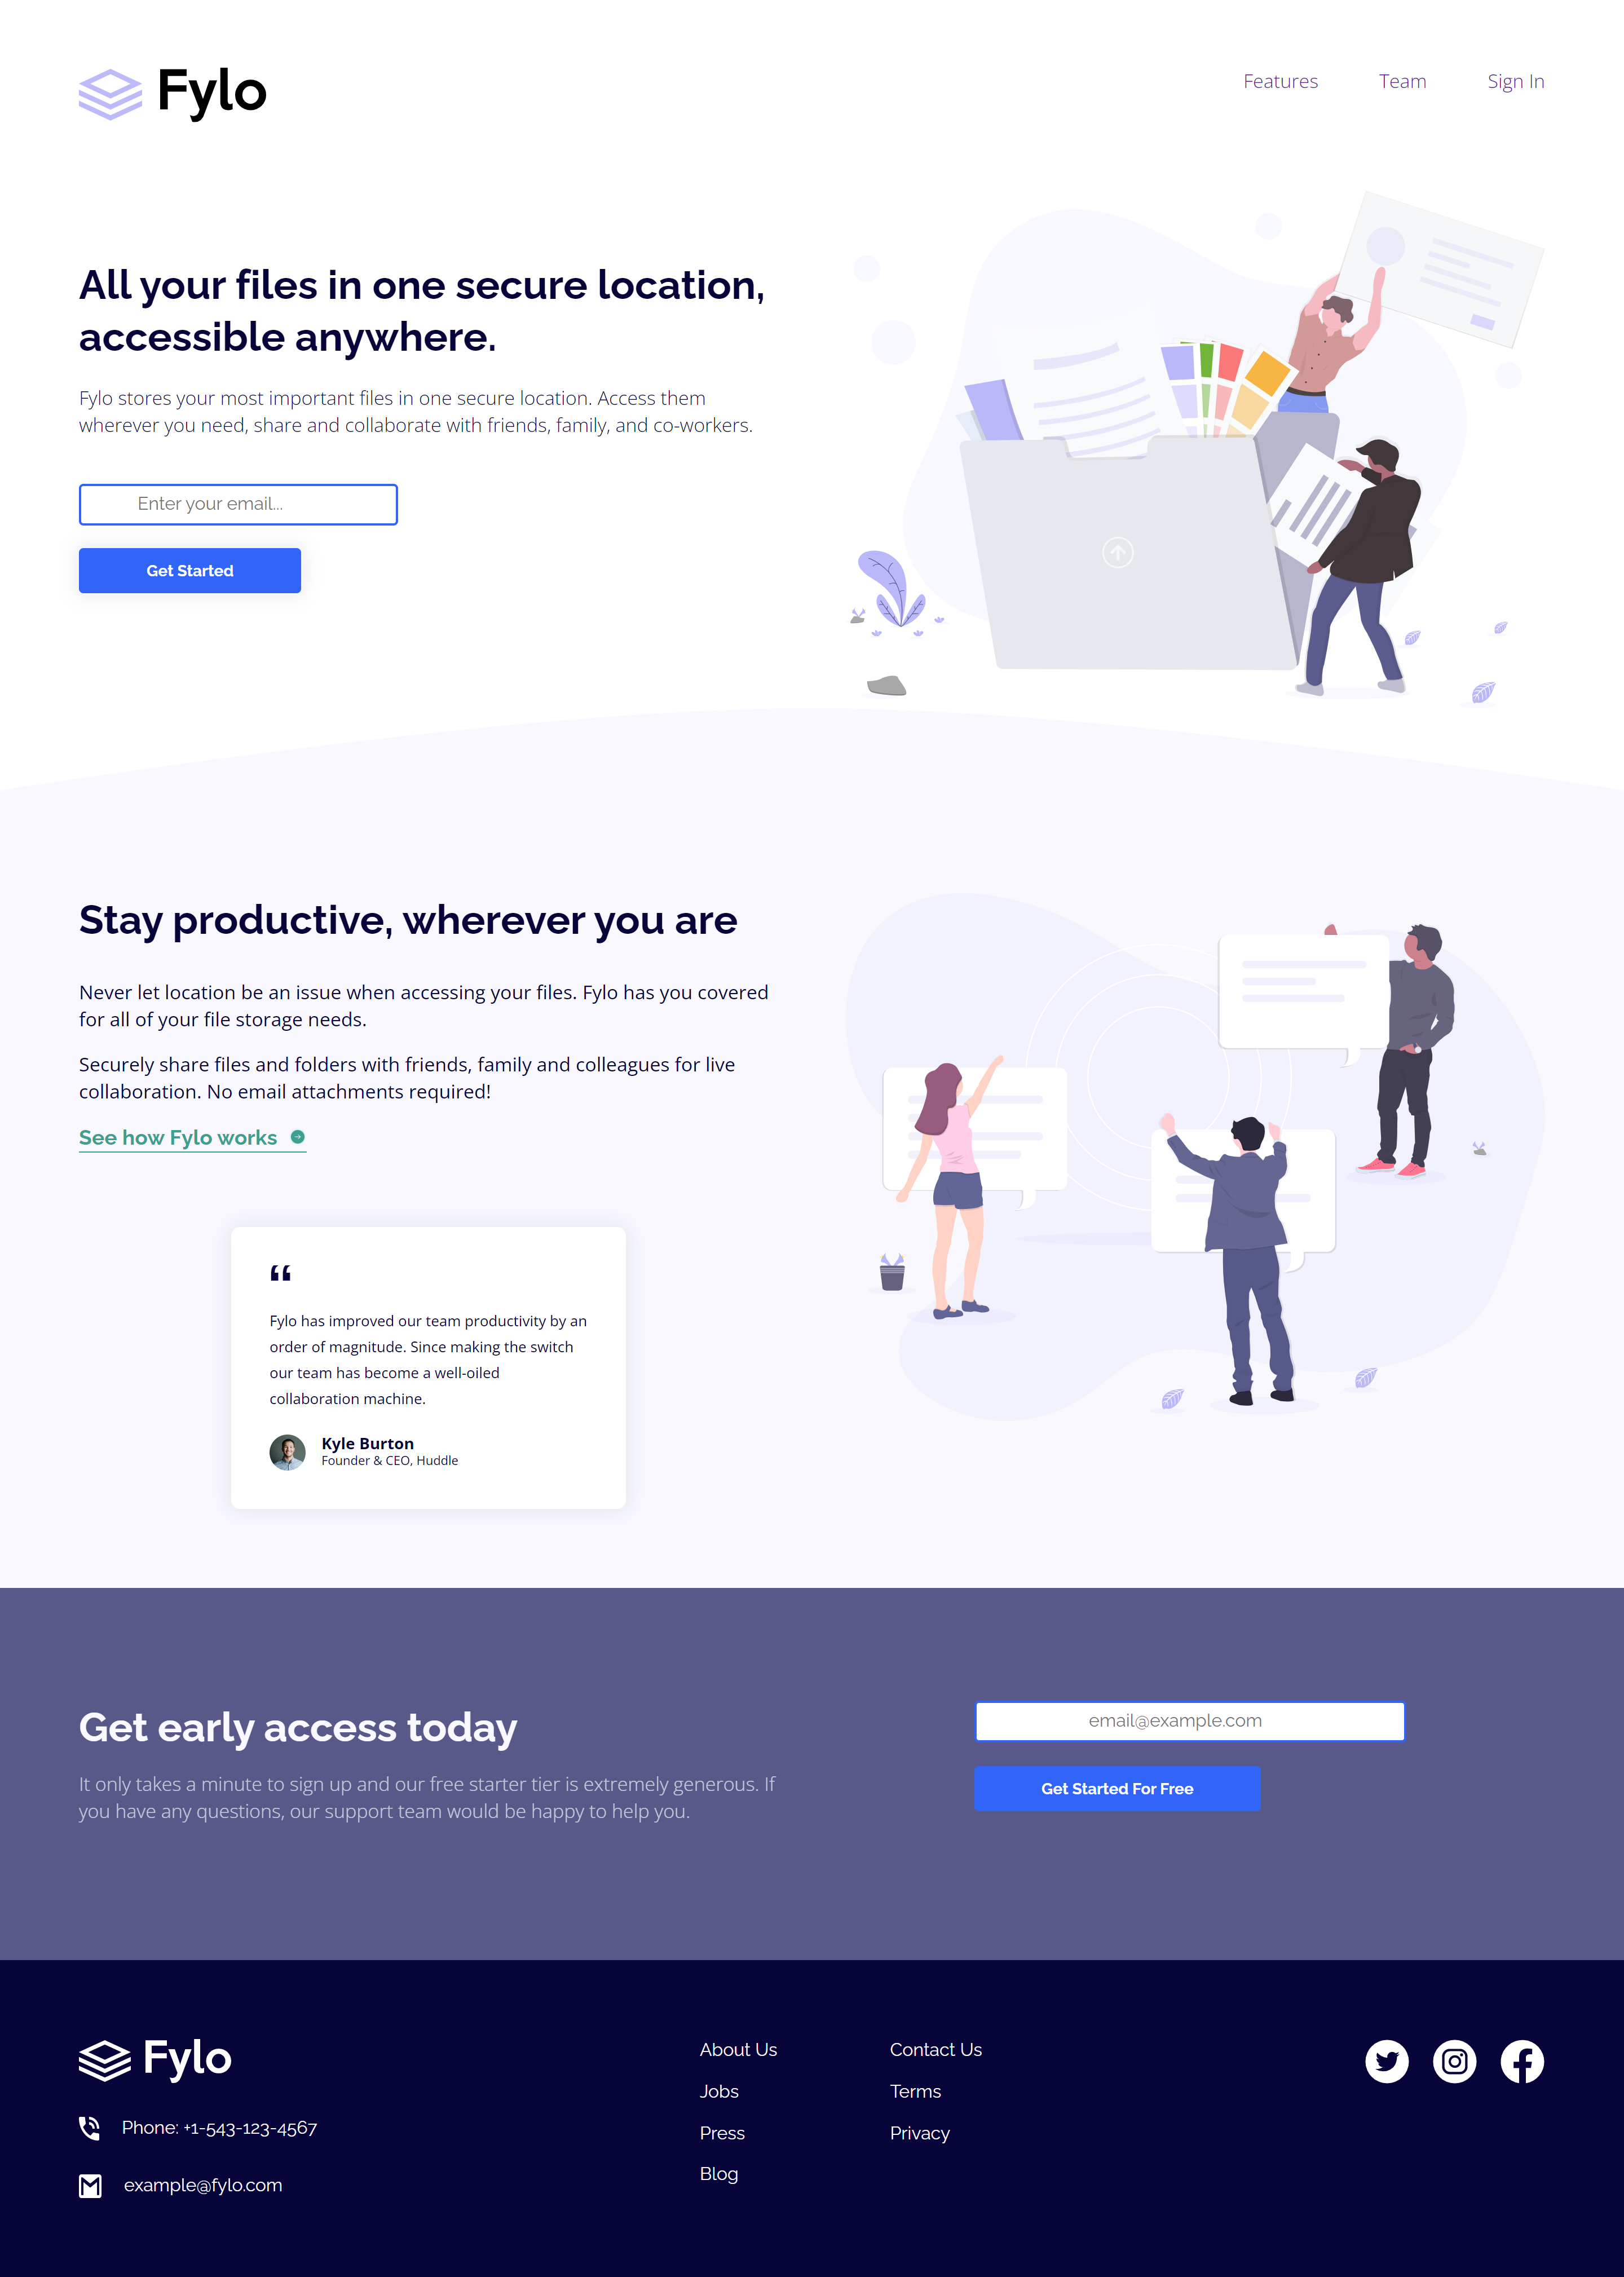 Fylo
Features
Team
Sign In
All your files in one secure location,
accessible anywhere.
Fylo stores your most important files in one secure location. Access them
wherever you need, share and collaborate with friends, family, and co-workers.
Enter your email...
Get Started
Stay productive, wherever you are
Never let location be an issue when accessing your files. Fylo has you covered
for all of your file storage needs.
Securely share files and folders with friends, family and colleagues for live
collaboration. No email attachments required!
See how Fylo works
“
Fylo has improved our team productivity by an
order of magnitude. Since making the switch
our team has become a well-oiled
collaboration machine.
Kyle Burton
Founder & CEO, Huddle
Get early access today
It only takes a minute to sign up and our free starter tier is extremely generous. If
you have any questions, our support team would be happy to help you.
email@example.com
Get Started For Free
Fylo
Phone: +1-543-123-4567
example@fylo.com
About Us
Jobs
Press
Blog
Contact Us
Terms
Privacy